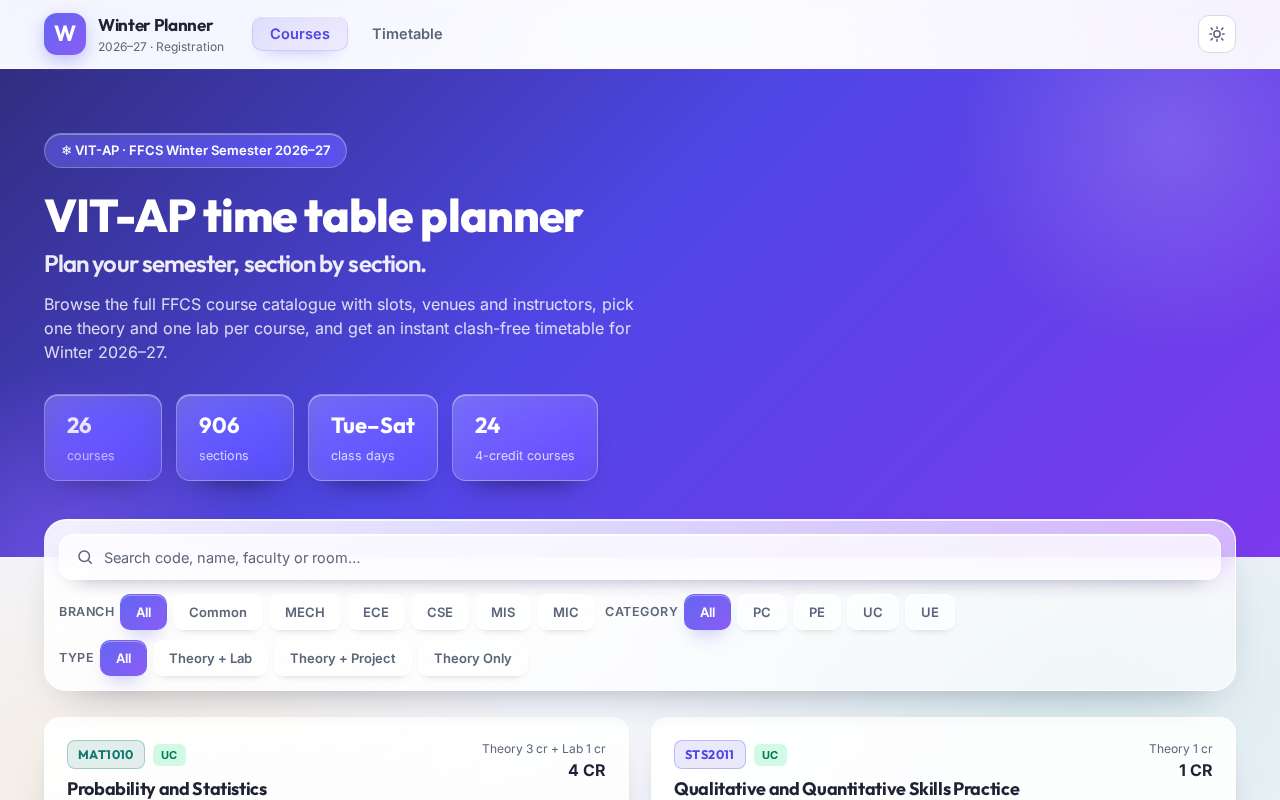 W
Winter Planner
2026–27 · Registration
Courses
Timetable
❄ VIT-AP · FFCS Winter Semester 2026–27
VIT-AP time table planner
Plan your semester, section by section.
Browse the full FFCS course catalogue with slots, venues and instructors, pick
one theory and one lab per course, and get an instant clash-free timetable for
Winter 2026–27.
26
courses
906
sections
Tue–Sat
class days
24
4-credit courses
Search code, name, faculty or room...
BRANCH All Common MECH ECE CSE MIS MIC CATEGORY All PC PE UC UE
TYPE All Theory + Lab Theory + Project Theory Only
MAT1010 UC
Theory 3 cr + Lab 1 cr
4 CR
Probability and Statistics
STS2011 UC
Theory 1 cr
1 CR
Qualitative and Quantitative Skills Practice